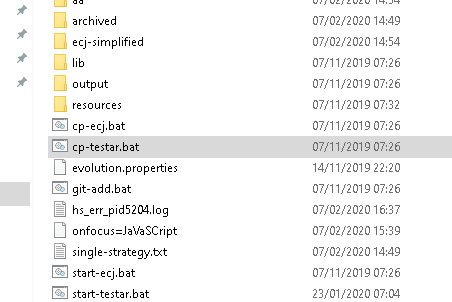 aa 07/02/2020 14:54
archived 07/02/2020 14:49
ecj-simplified 07/02/2020 14:54
lib 07/11/2019 07:26
output 07/11/2019 07:26
resources 07/11/2019 07:32
cp-ecj.bat 07/11/2019 07:26
cp-testar.bat 07/11/2019 07:26
evolution.properties 14/11/2019 22:20
git-add.bat 07/11/2019 07:26
hs_err_pid5204.log 07/02/2020 16:37
onfocus=JaVaSCript 07/02/2020 15:39
single-strategy.txt 07/02/2020 14:49
start-ecj.bat 07/11/2019 07:26
start-testar.bat 23/01/2020 07:04